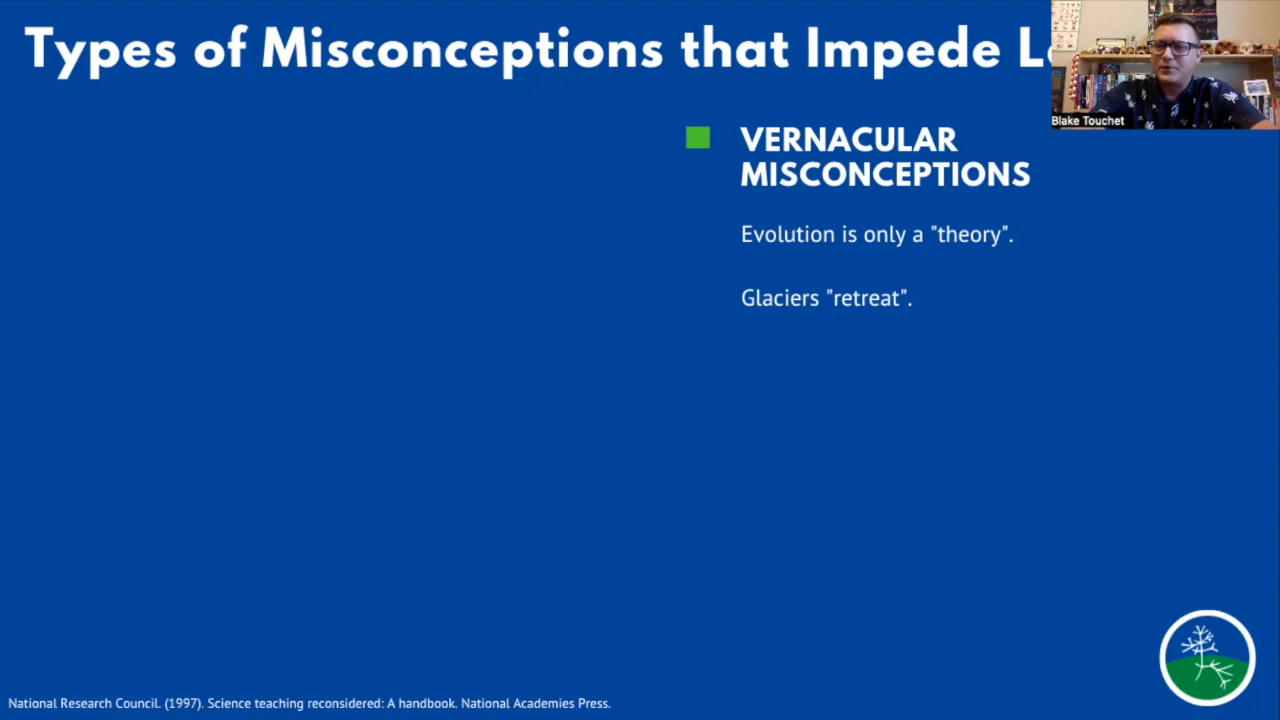 Types of Misconceptions that Impede
Blake Touchet
VERNACULAR
MISCONCEPTIONS
Evolution is only a "theory".
Glaciers "retreat".
National Research Council. (1997). Science teaching reconsidered: A handbook. National Academies Press.